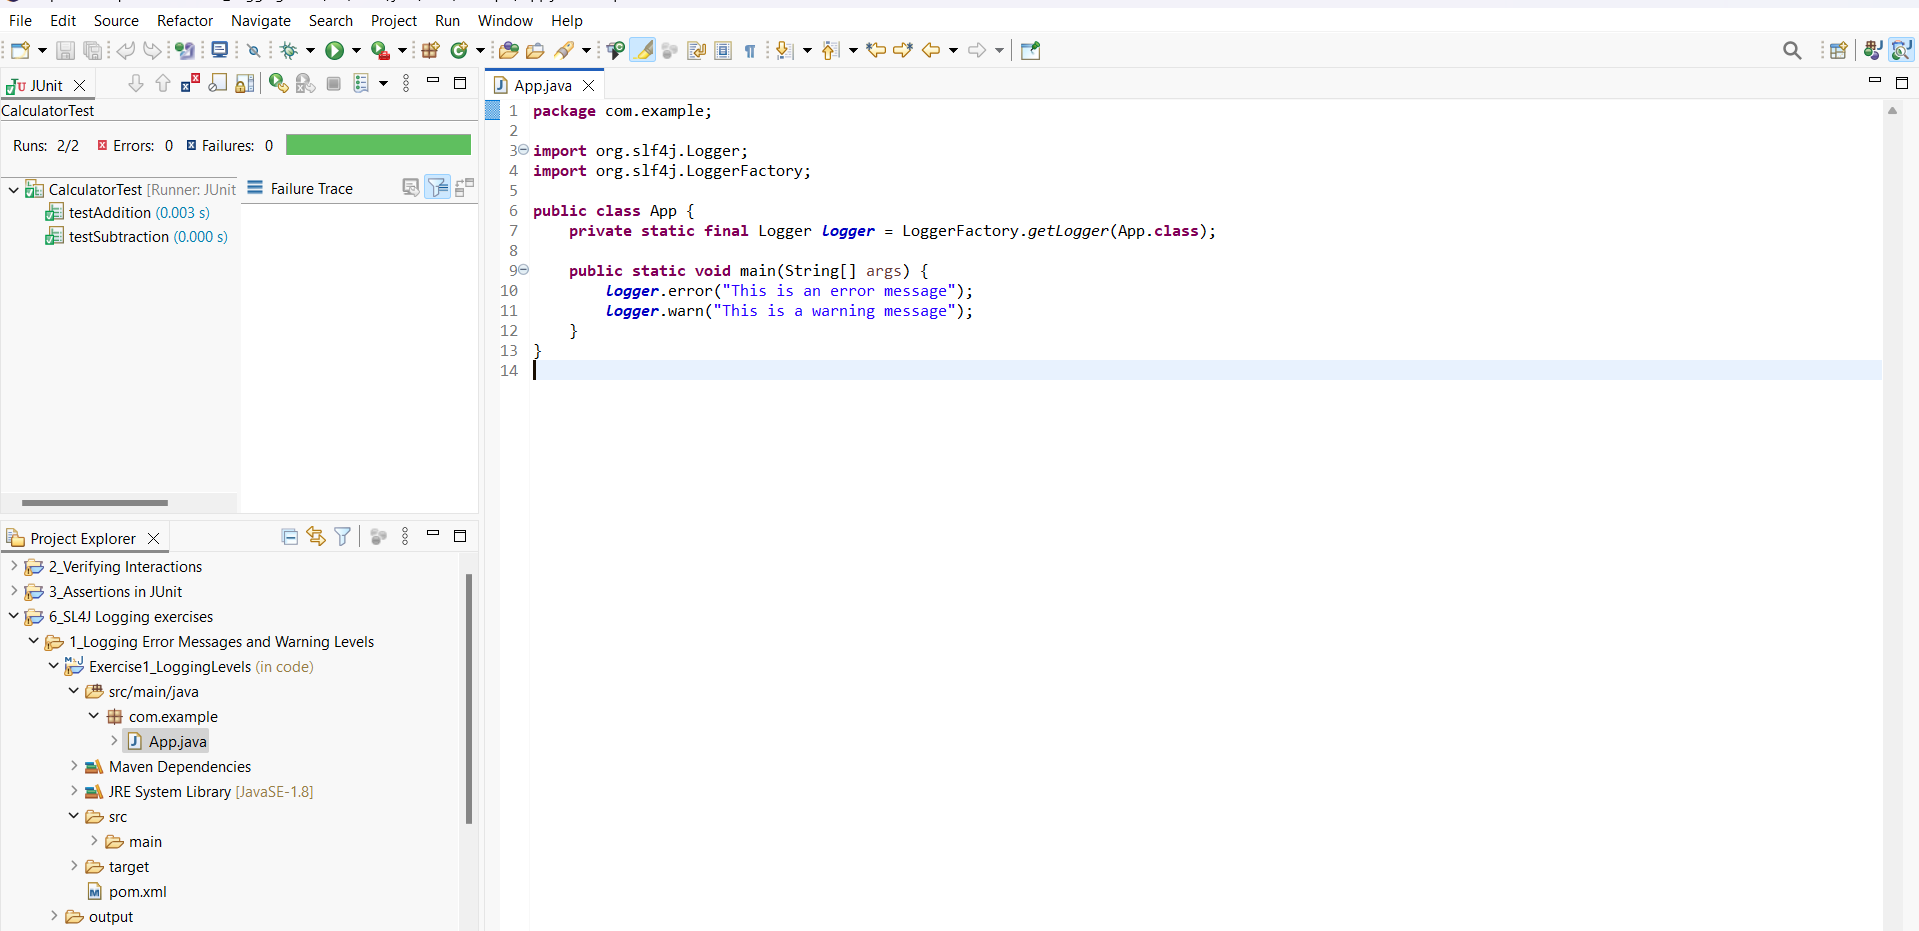 File Edit Source Refactor Navigate Search Project Run Window Help
JUnit
CalculatorTest
Runs: 2/2 Errors: 0 Failures: 0
CalculatorTest [Runner: JUnit
testAddition (0.003 s)
testSubtraction (0.000 s)
Failure Trace
Project Explorer
2_Verifying Interactions
3_Assertions in JUnit
6_SL4J Logging exercises
1_Logging Error Messages and Warning Levels
Exercise1_LoggingLevels (in code)
src/main/java
com.example
App.java
Maven Dependencies
JRE System Library [JavaSE-1.8]
src
main
target
pom.xml
output
App.java
1 package com.example;
2
3 import org.slf4j.Logger;
4 import org.slf4j.LoggerFactory;
5
6 public class App {
7 private static final Logger logger = LoggerFactory.getLogger(App.class);
8
9 public static void main(String[] args) {
10 logger.error("This is an error message");
11 logger.warn("This is a warning message");
12 }
13 }
14